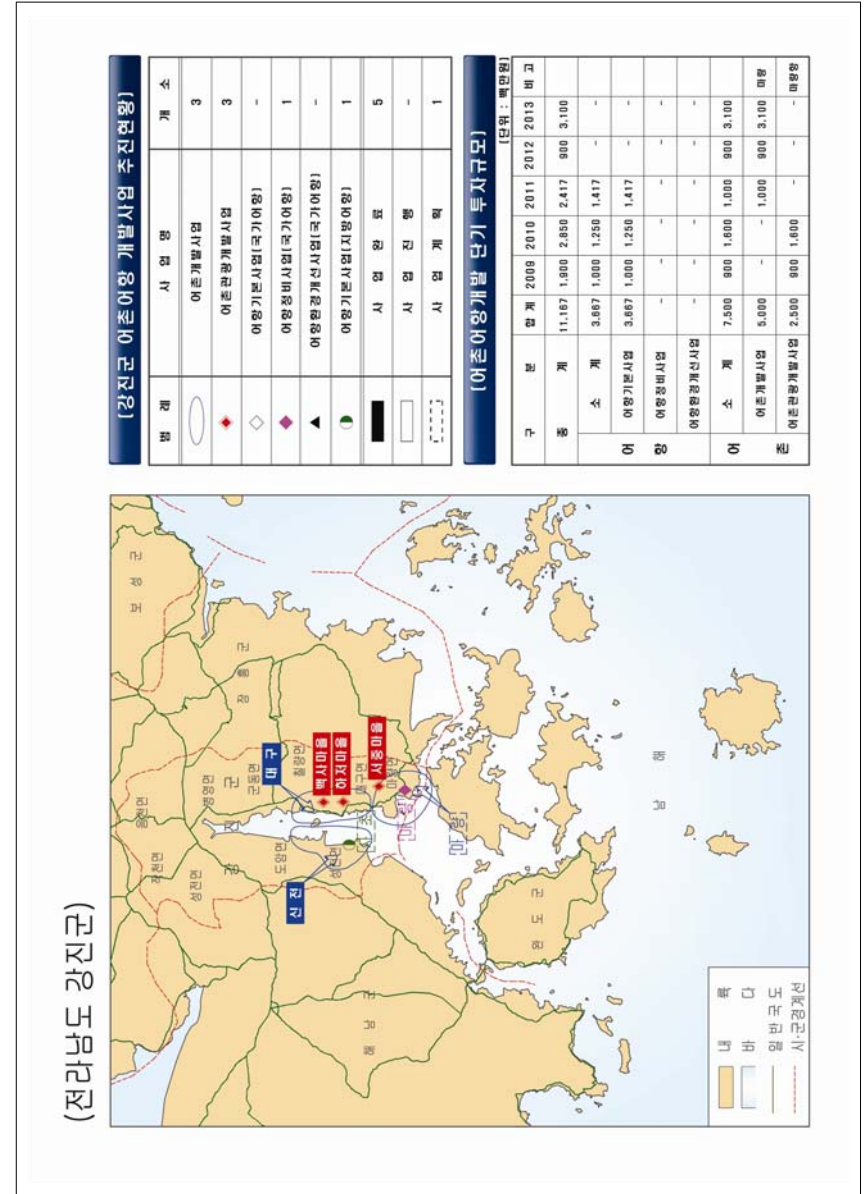 (전라남도 강진군)
보성군
장흥군
옴천면
작천면
병영면
성전면
군동면
강 진 군
칠량면
도암면
대구면
마량면
대 구
백사마을
하저마을
서중마을
신 전
마 량
해 남 군
완 도 군
남 해
내 륙
바 다
일반국도
시·군경계선
[강진군 어촌어항 개발사업 추진현황]
범 례 사 업 명 개 소
어촌개발사업 3
어촌관광개발사업 3
어항기본사업(국가어항) -
어항정비사업(국가어항) 1
어항환경개선사업(국가어항) -
어항기본사업(지방어항) 1
사 업 완 료 5
사 업 진 행 -
사 업 계 획 1
[어촌어항개발 단기 투자규모]
(단위 : 백만원)
구 분 합 계 2009 2010 2011 2012 2013 비 고
총 계 11,167 1,900 2,850 2,417 900 3,100
어 항 소 계 3,667 1,000 1,250 1,417 - -
어항기본사업 3,667 1,000 1,250 1,417 - -
어항정비사업 - - - - - -
어항환경개선사업 - - - - - -
어 촌 소 계 7,500 900 1,600 1,000 900 3,100
어촌개발사업 5,000 - - 1,000 900 3,100 마량
어촌관광개발사업 2,500 900 1,600 - - - 마량항